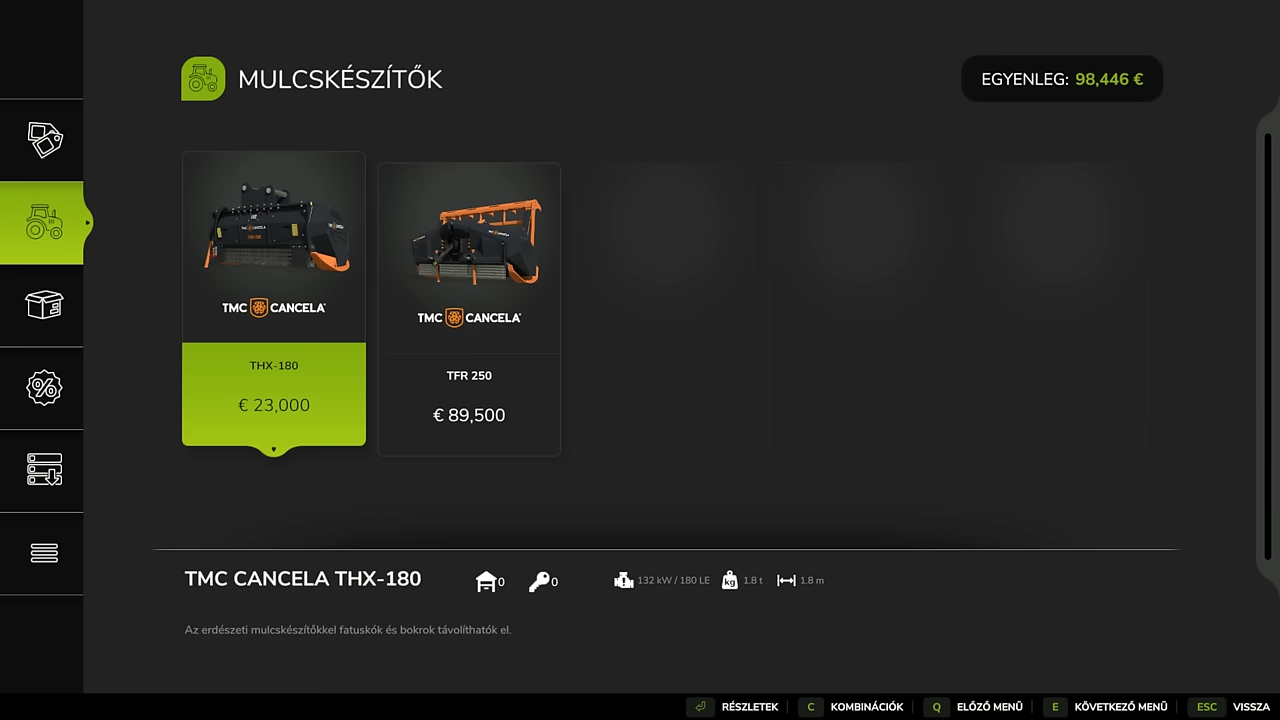 MULCSKÉSZÍTŐK
EGYENLEG: 98,446 €
TMC CANCELA
THX-180
€ 23,000
TMC CANCELA
TFR 250
€ 89,500
TMC CANCELA THX-180
0
0
132 kW / 180 LE
kg
1.8 t
1.8 m
Az erdészeti mulcskészítőkkel fatuskók és bokrok távolíthatók el.
RÉSZLETEK
C KOMBINÁCIÓK
Q ELŐZŐ MENÜ
E KÖVETKEZŐ MENÜ
ESC VISSZA